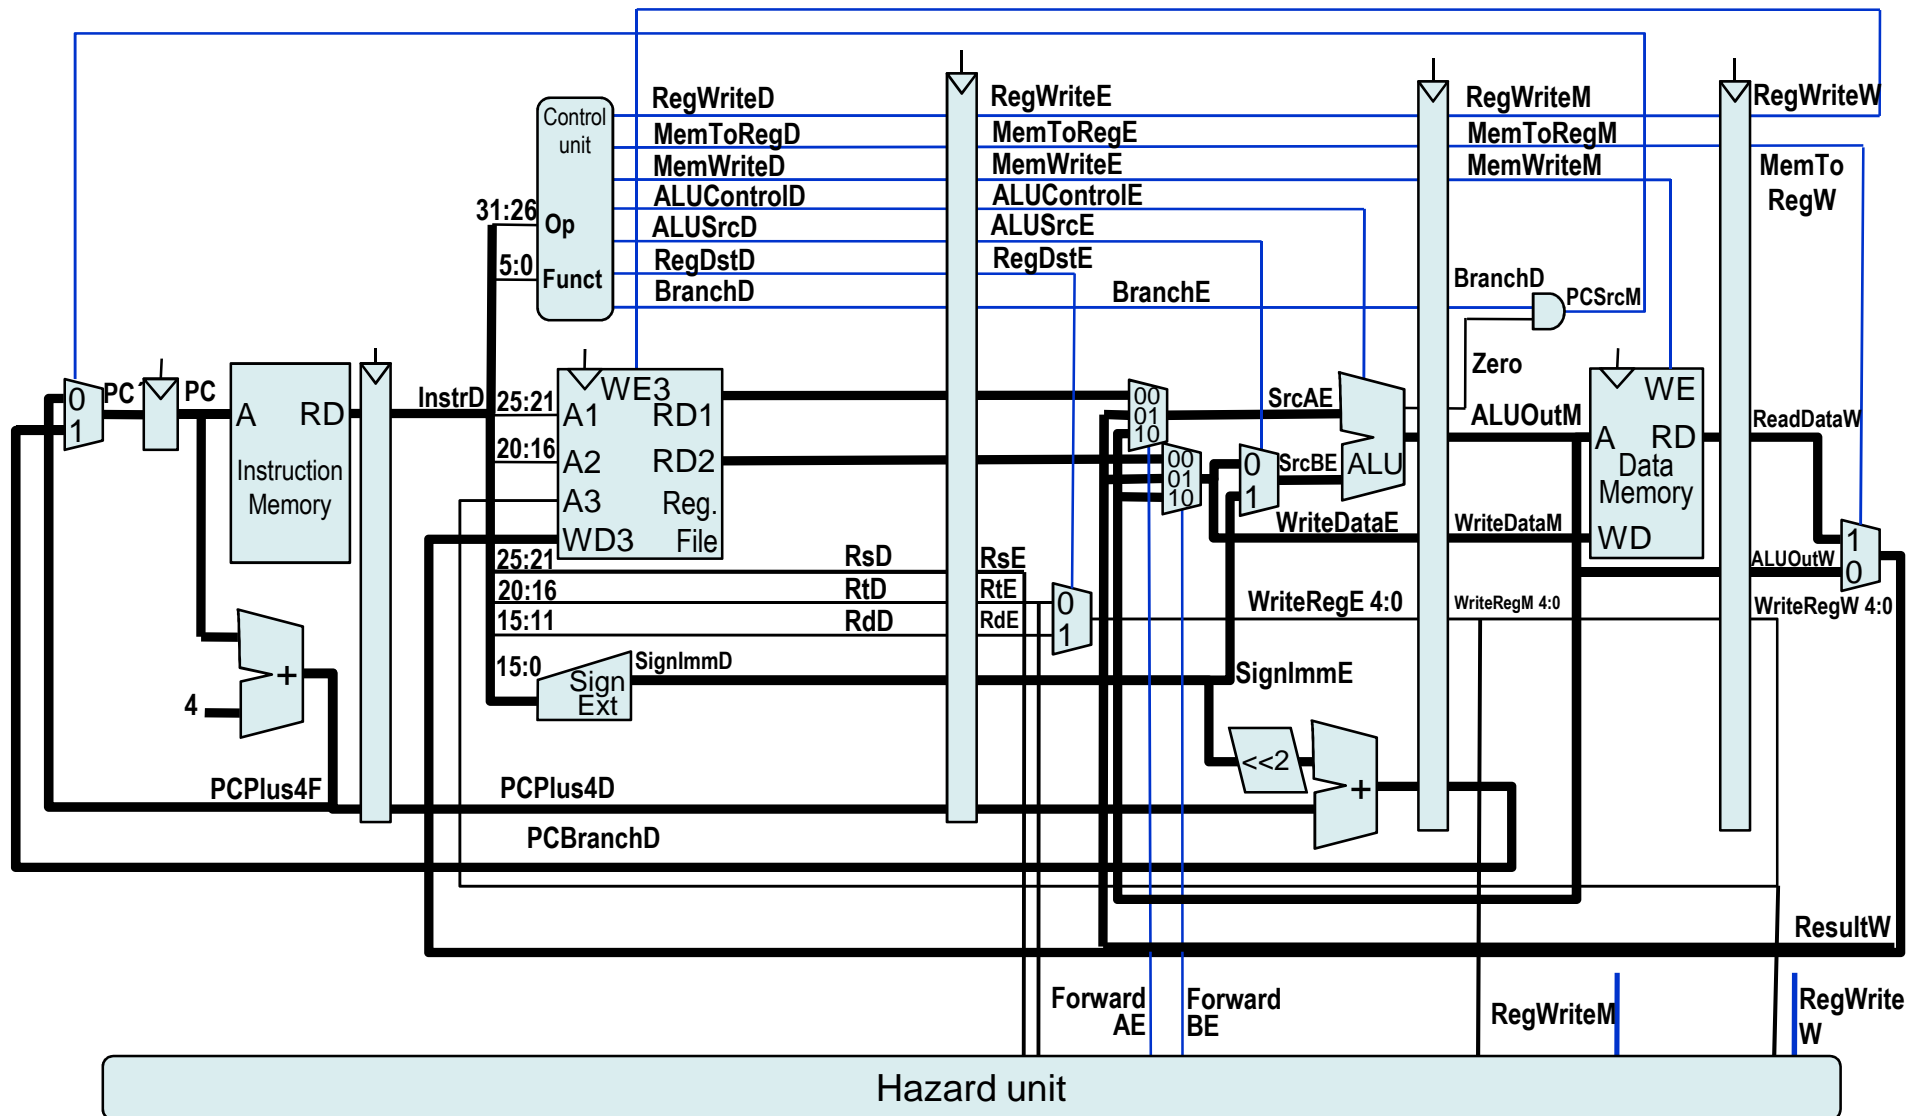 RegWriteD
RegWriteE
RegWriteM
RegWriteW
Control
unit
MemToRegD
MemToRegE
MemToRegM
MemWriteD
MemWriteE
MemWriteM
MemTo
RegW
ALUControlD
ALUControlE
31:26
Op
ALUSrcD
ALUSrcE
5:0
Funct
RegDstD
RegDstE
BranchD
BranchE
BranchD
PCSrcM
Zero
0
1
PC´
PC
A
RD
Instruction
Memory
InstrD
25:21
20:16
WE3
A1
RD1
A2
RD2
A3
Reg.
WD3
File
00
01
10
00
01
10
SrcAE
0
1
SrcBE
ALU
ALUOutM
WE
A
RD
Data
Memory
WD
ReadDataW
WriteDataE
WriteDataM
1
0
ALUOutW
25:21
RsD
RsE
20:16
RtD
RtE
15:11
RdD
RdE
0
1
WriteRegE 4:0
WriteRegM 4:0
WriteRegW 4:0
15:0
Sign
Ext
SignImmD
SignImmE
+
4
<<2
+
PCPlus4F
PCPlus4D
PCBranchD
ResultW
Forward
AE
Forward
BE
RegWriteM
RegWrite
W
Hazard unit